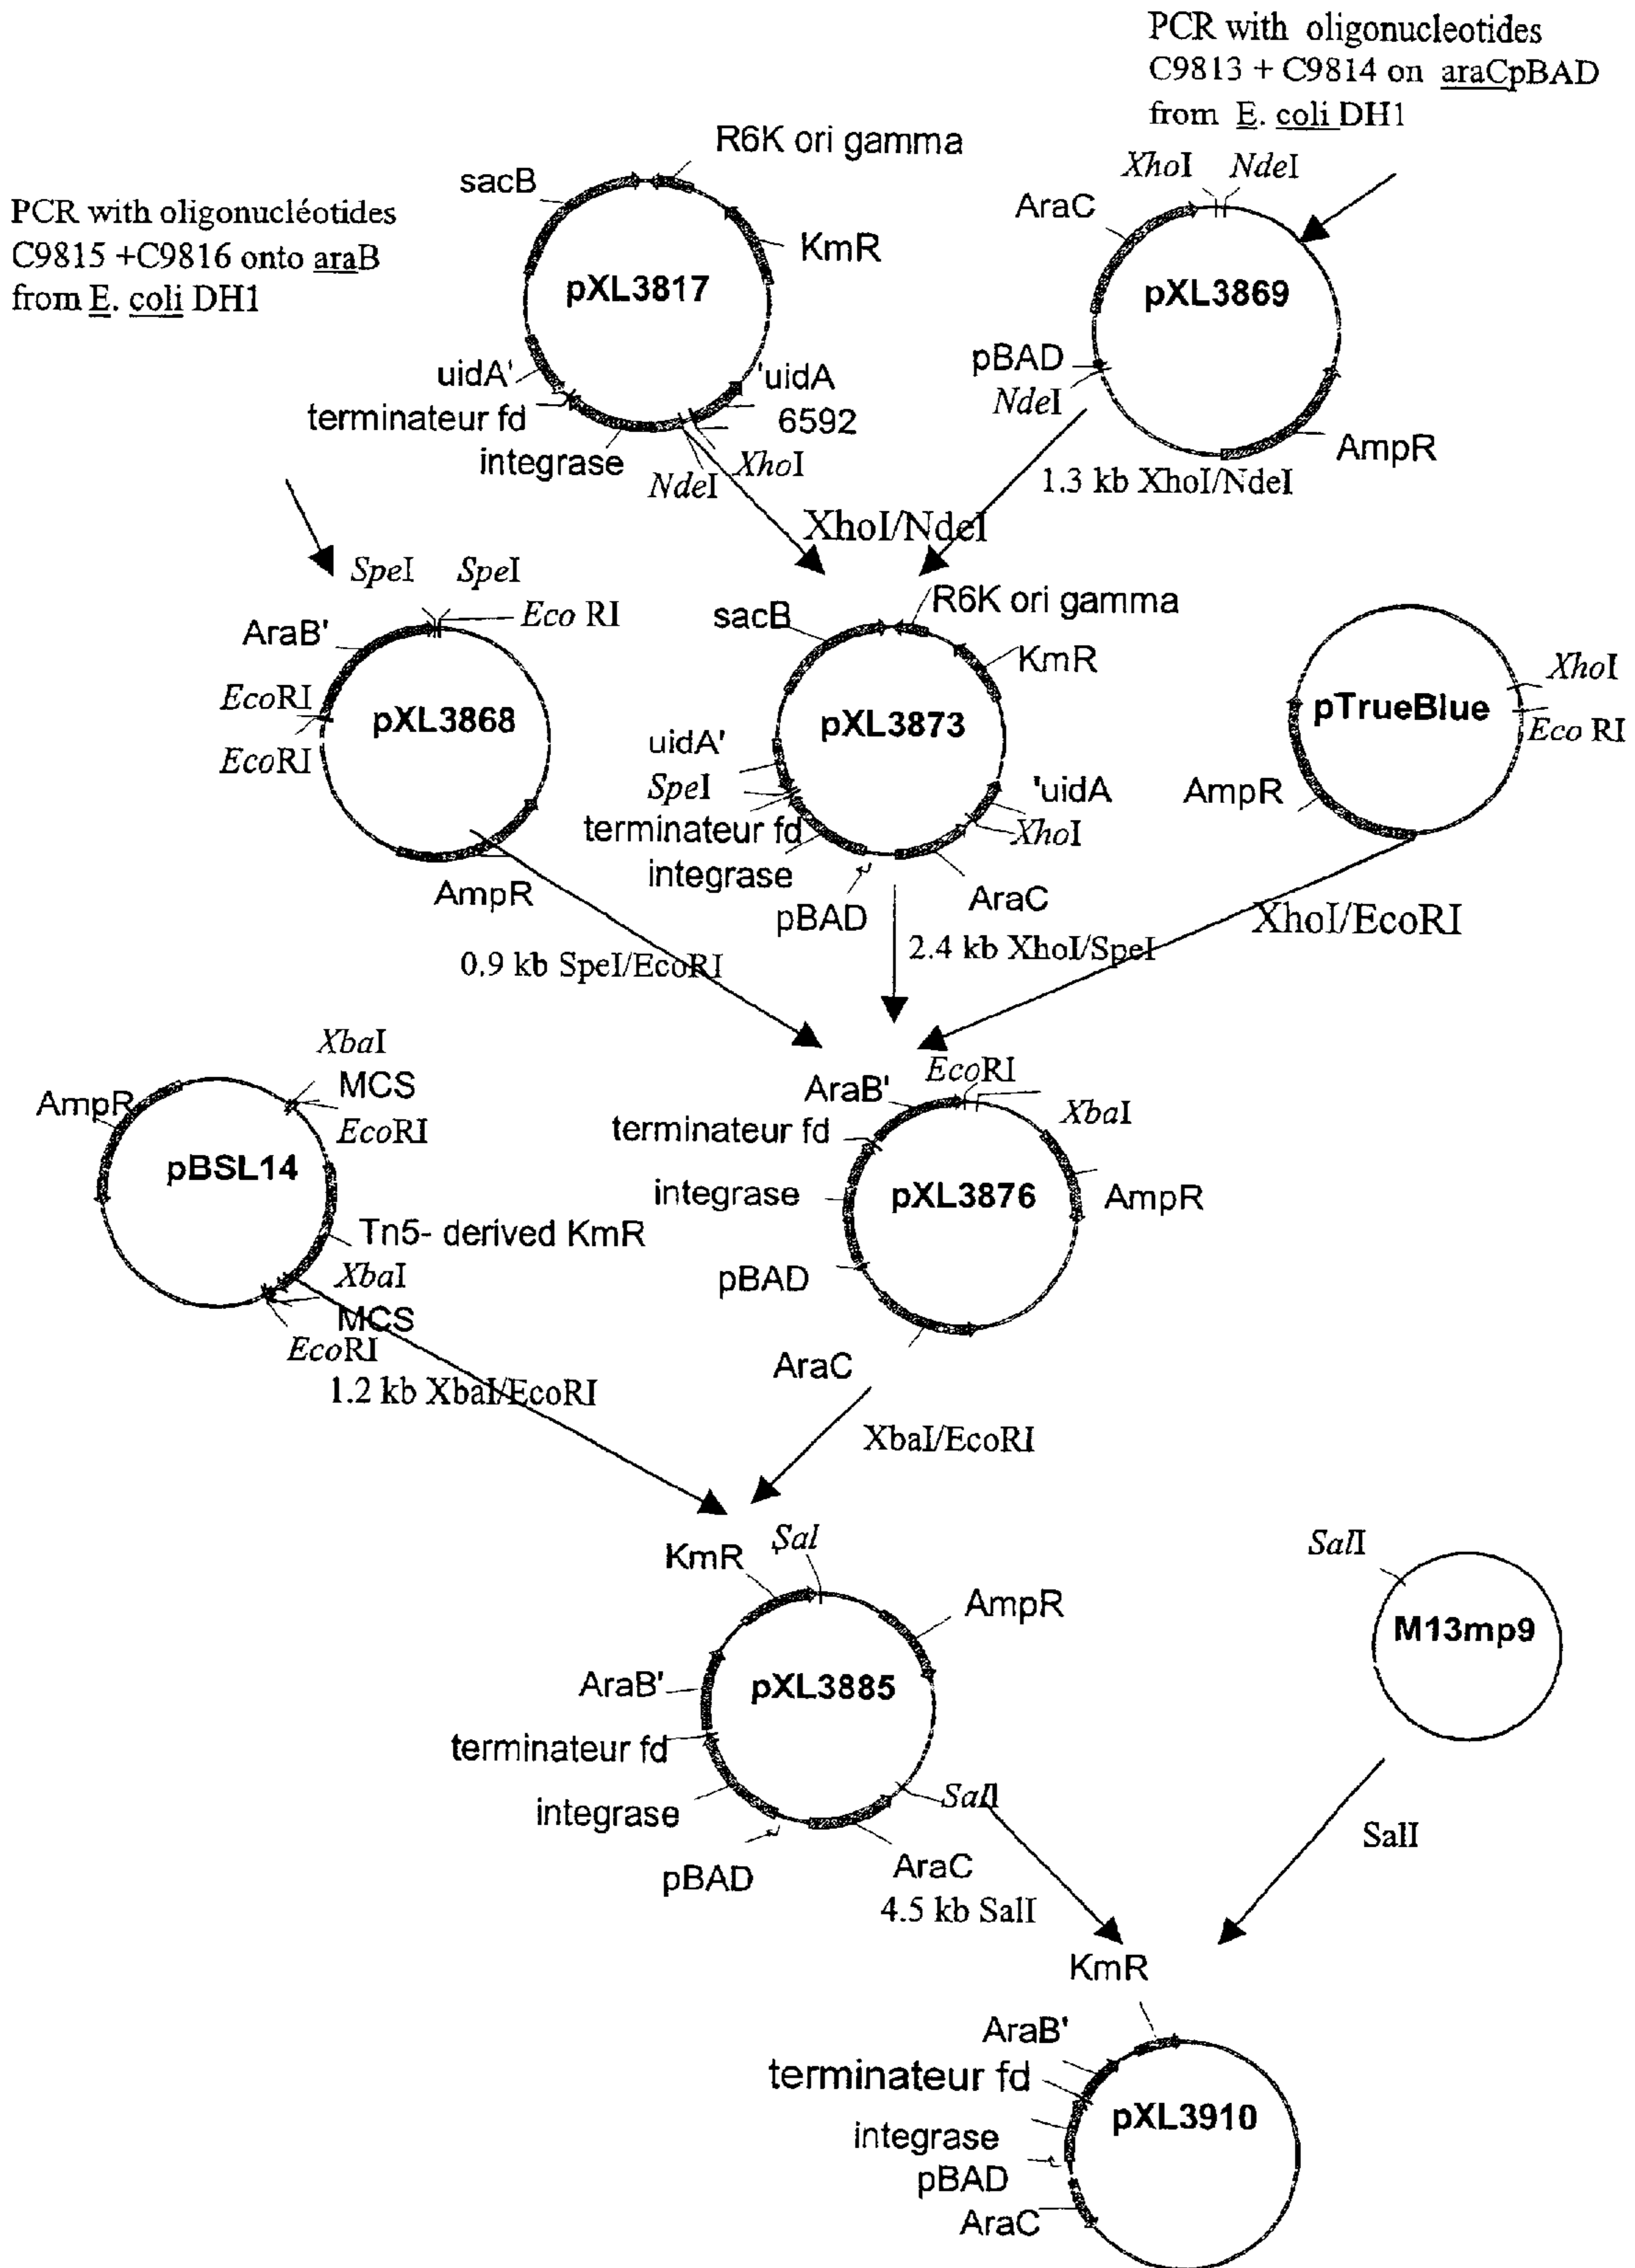 PCR with oligonucleotides
C9813 + C9814 on araCpBAD
from E. coli DH1
PCR with oligonucléotides
C9815 +C9816 onto araB
from E. coli DH1
R6K ori gamma
sacB
KmR
pXL3817
uidA'
terminateur fd
integrase
NdeI
XhoI
'uidA
6592
XhoI
NdeI
AraC
pXL3869
pBAD
NdeI
AmpR
1.3 kb XhoI/NdeI
XhoI/NdeI
SpeI
SpeI
Eco RI
AraB'
EcoRI
EcoRI
pXL3868
AmpR
0.9 kb SpeI/EcoRI
sacB
R6K ori gamma
KmR
pXL3873
uidA'
SpeI
terminateur fd
integrase
pBAD
AraC
XhoI
'uidA
2.4 kb XhoI/SpeI
pTrueBlue
XhoI
Eco RI
AmpR
XhoI/EcoRI
XbaI
MCS
EcoRI
AmpR
pBSL14
Tn5- derived KmR
XbaI
MCS
EcoRI
1.2 kb XbaI/EcoRI
AraB'
EcoRI
XbaI
terminateur fd
integrase
pXL3876
AmpR
pBAD
AraC
XbaI/EcoRI
KmR
Sal
AmpR
AraB'
pXL3885
terminateur fd
integrase
SalI
pBAD
AraC
4.5 kb SalI
SalI
M13mp9
SalI
KmR
AraB'
terminateur fd
pXL3910
integrase
pBAD
AraC